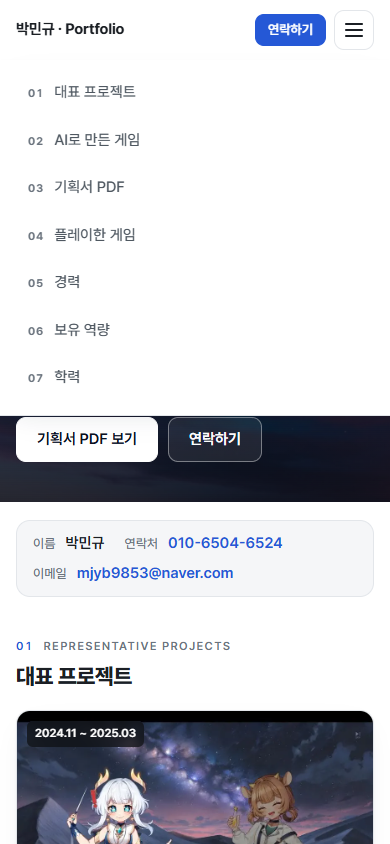 박민규 · Portfolio
연락하기
01 대표 프로젝트
02 AI로 만든 게임
03 기획서 PDF
04 플레이한 게임
05 경력
06 보유 역량
07 학력
기획서 PDF 보기
연락하기
이름 박민규 연락처 010-6504-6524
이메일 mjyb9853@naver.com
01 REPRESENTATIVE PROJECTS
대표 프로젝트
2024.11 ~ 2025.03